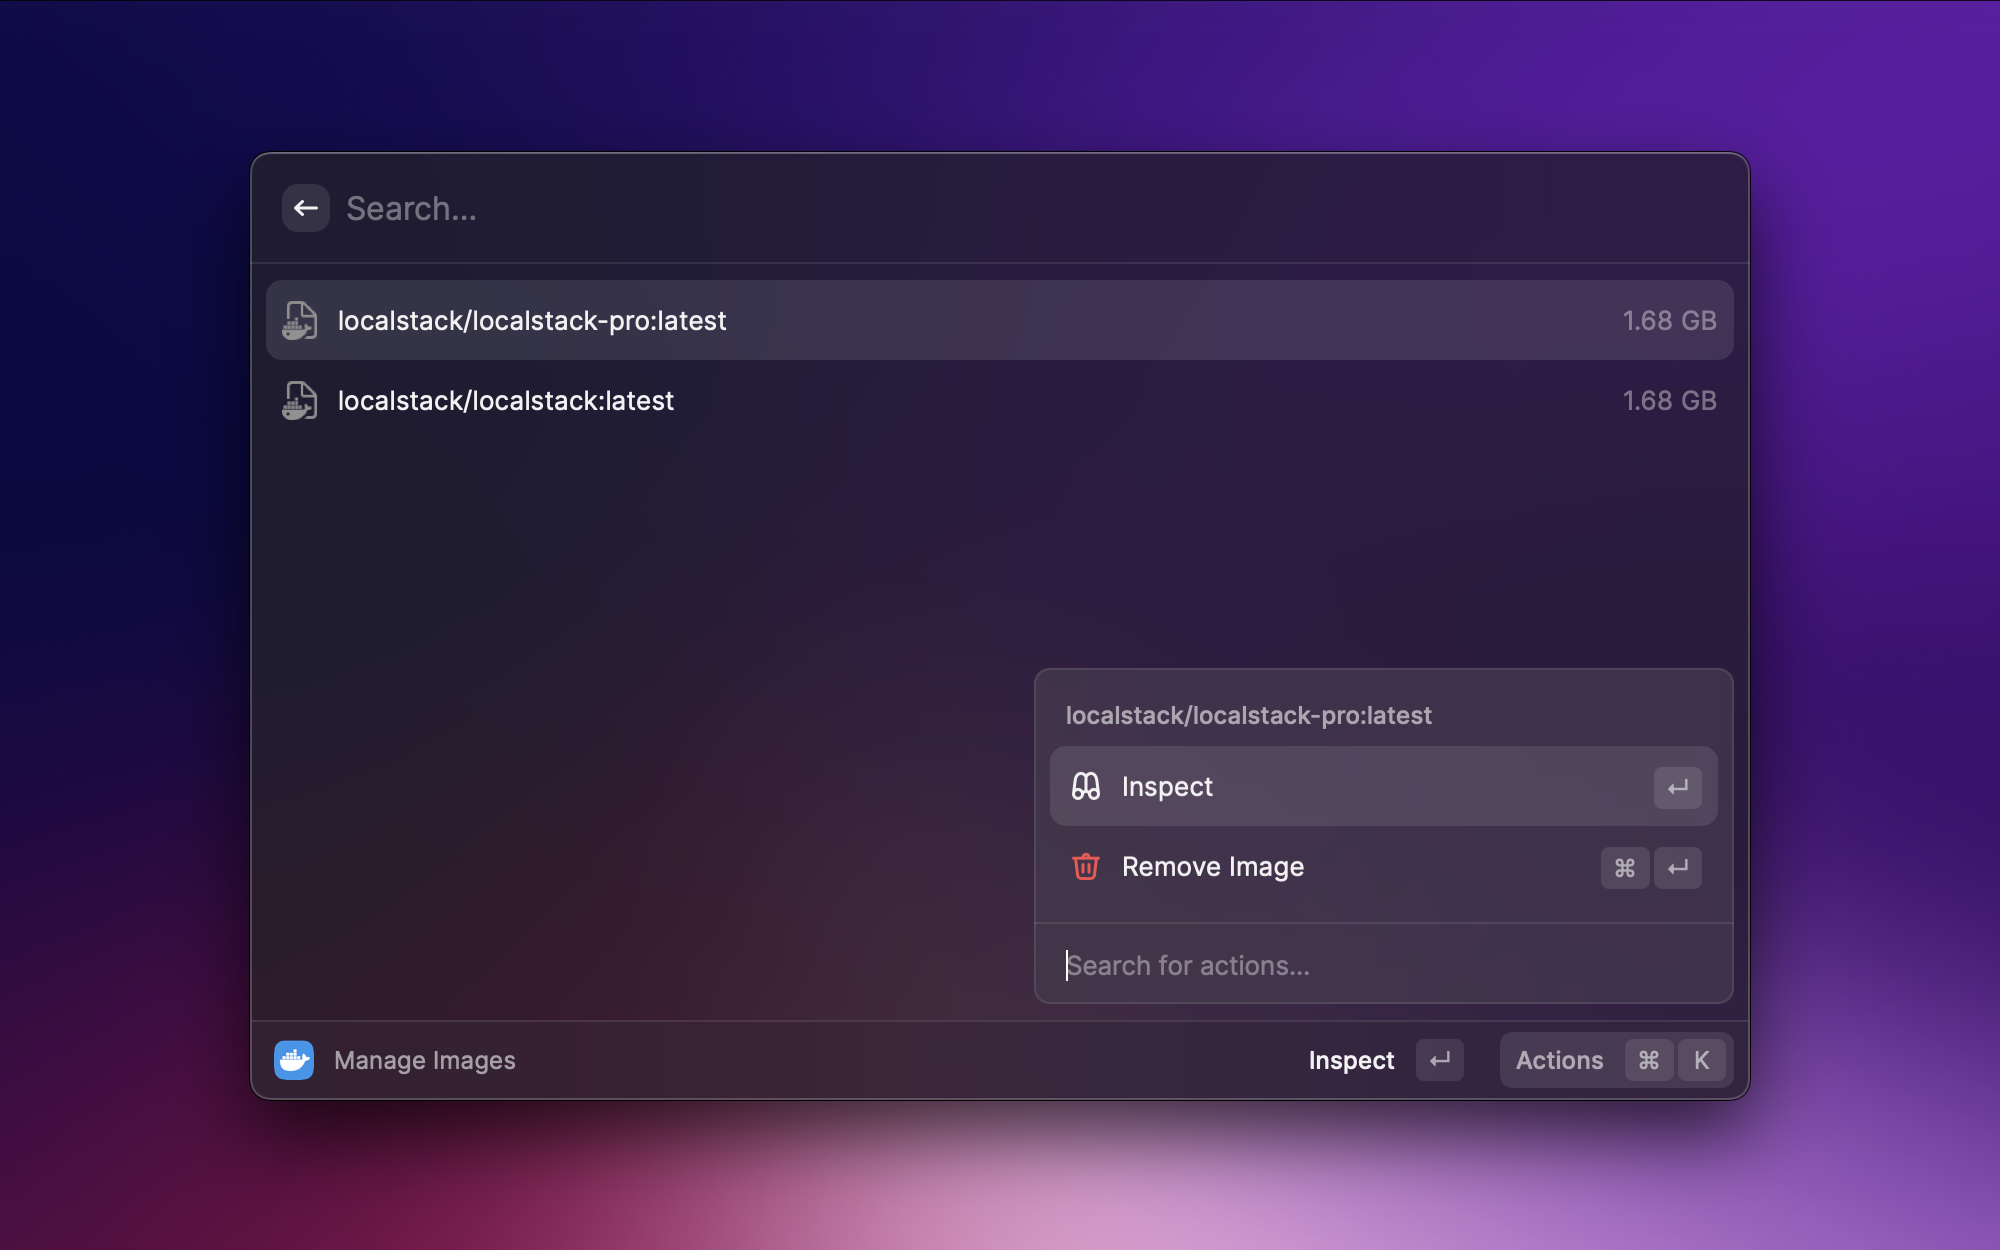 Search...
localstack/localstack-pro:latest 1.68 GB
localstack/localstack:latest 1.68 GB
localstack/localstack-pro:latest
Inspect ↵
Remove Image ⌘ ↵
Search for actions...
Manage Images Inspect ↵ Actions ⌘ K